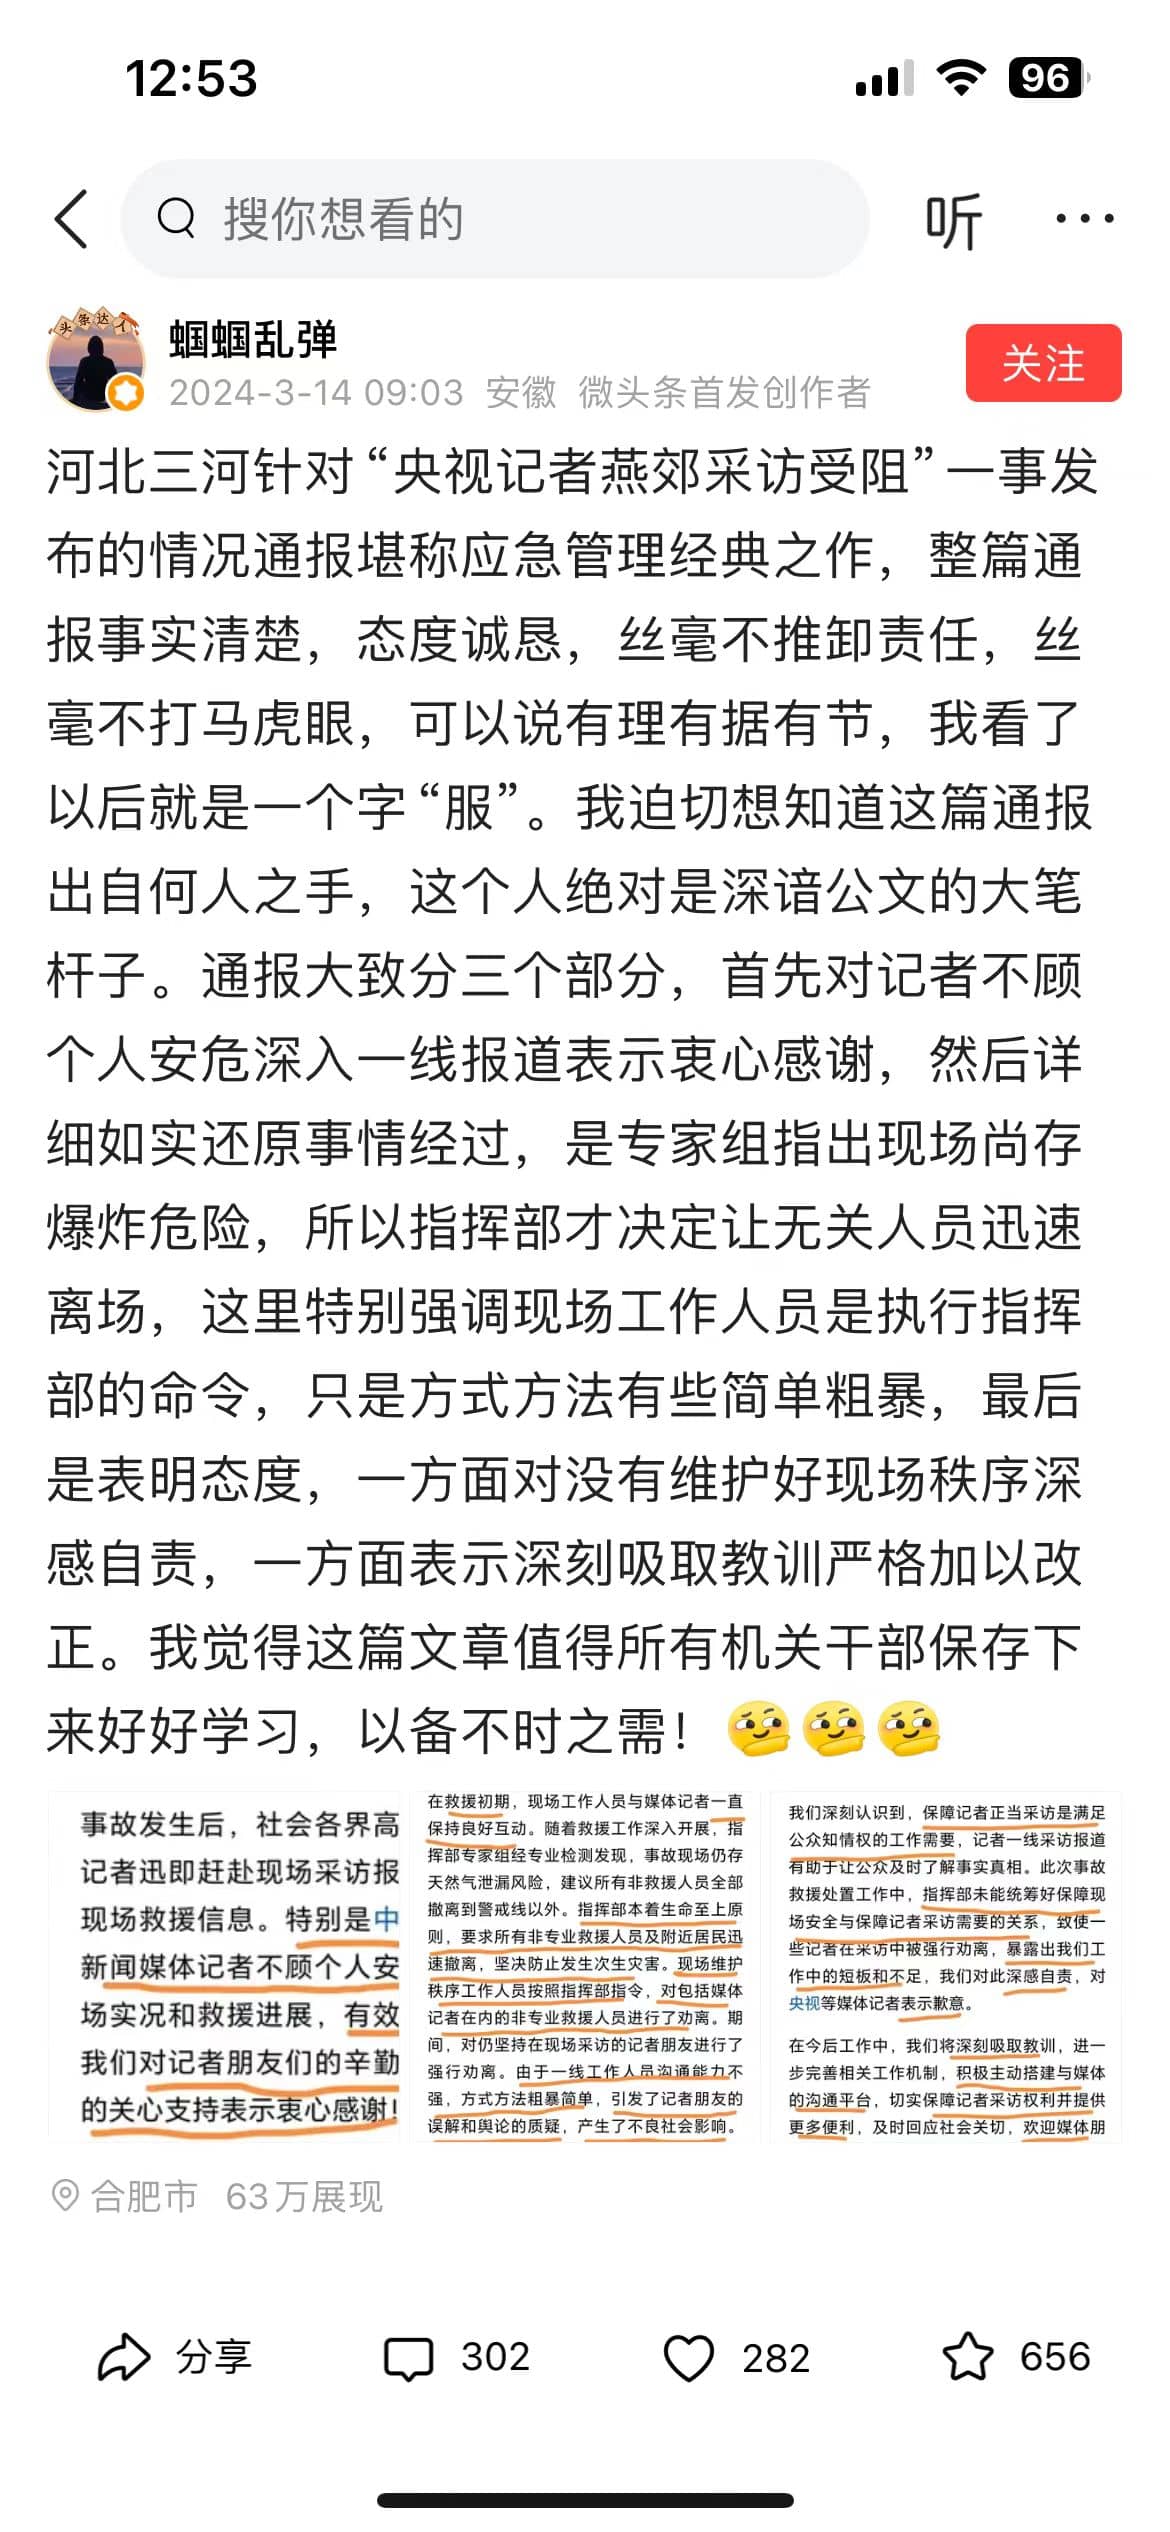 12:53
96
搜你想看的
听
头条达人
蝈蝈乱弹
2024-3-14 09:03 安徽 微头条首发创作者
关注
河北三河针对“央视记者燕郊采访受阻”一事发
布的情况通报堪称应急管理经典之作，整篇通
报事实清楚，态度诚恳，丝毫不推卸责任，丝
毫不打马虎眼，可以说有理有据有节，我看了
以后就是一个字“服”。我迫切想知道这篇通报
出自何人之手，这个人绝对是深谙公文的大笔
杆子。通报大致分三个部分，首先对记者不顾
个人安危深入一线报道表示衷心感谢，然后详
细如实还原事情经过，是专家组指出现场尚存
爆炸危险，所以指挥部才决定让无关人员迅速
离场，这里特别强调现场工作人员是执行指挥
部的命令，只是方式方法有些简单粗暴，最后
是表明态度，一方面对没有维护好现场秩序深
感自责，一方面表示深刻吸取教训严格加以改
正。我觉得这篇文章值得所有机关干部保存下
来好好学习，以备不时之需！
事故发生后，社会各界高
记者迅即赶赴现场采访报
现场救援信息。特别是中
新闻媒体记者不顾个人安
场实况和救援进展，有效
我们对记者朋友们的辛勤
的关心支持表示衷心感谢!
在救援初期，现场工作人员与媒体记者一直
保持良好互动。随着救援工作深入开展，指
挥部专家组经专业检测发现，事故现场仍存
天然气泄漏风险，建议所有非救援人员全部
撤离到警戒线以外。指挥部本着生命至上原
则，要求所有非专业救援人员及附近居民迅
速撤离，坚决防止发生次生灾害。现场维护
秩序工作人员按照指挥部指令，对包括媒体
记者在内的非专业救援人员进行了劝离。期
间，对仍坚持在现场采访的记者朋友进行了
强行劝离。由于一线工作人员沟通能力不
强，方式方法粗暴简单，引发了记者朋友的
误解和舆论的质疑，产生了不良社会影响。
我们深刻认识到，保障记者正当采访是满足
公众知情权的工作需要，记者一线采访报道
有助于让公众及时了解事实真相。此次事故
救援处置工作中，指挥部未能统筹好保障现
场安全与保障记者采访需要的关系，致使一
些记者在采访中被强行劝离，暴露出我们工
作中的短板和不足，我们对此深感自责，对
央视等媒体记者表示歉意。
在今后工作中，我们将深刻吸取教训，进一
步完善相关工作机制，积极主动搭建与媒体
的沟通平台，切实保障记者采访权利并提供
更多便利，及时回应社会关切，欢迎媒体朋
合肥市 63万展现
分享
302
282
656